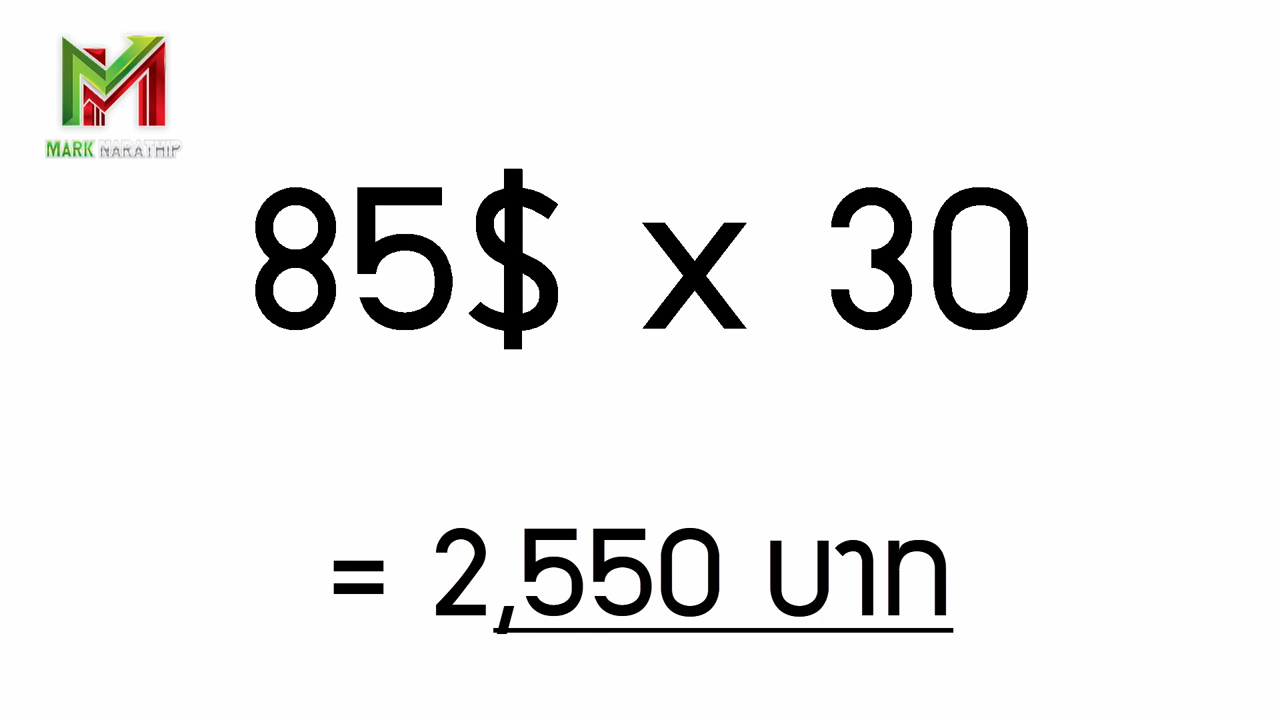 MARK NARATHIP
85$ x 30
= 2,550 บาท